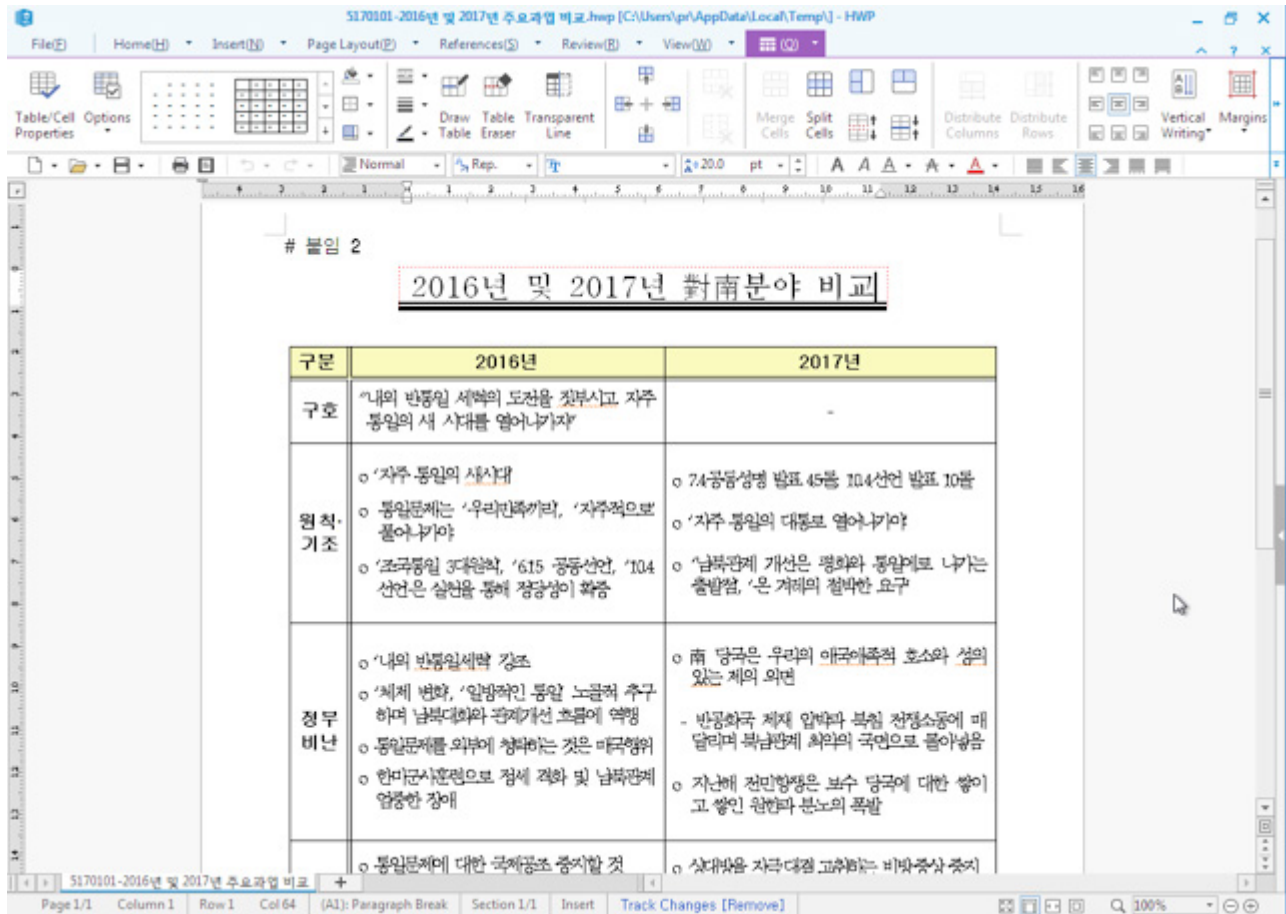 5170101-2016년 및 2017년 주요과업 비교.hwp [C:\Users\pr\AppData\Local\Temp\] - HWP
File(F) Home(H) Insert(N) Page Layout(P) References(S) Review(R) View(W) (Q)
Table/Cell Properties
Options
Draw Table
Table Eraser
Transparent Line
Merge Cells
Split Cells
Distribute Columns
Distribute Rows
Vertical Writing
Margins
Normal Rep. 20.0 pt
# 붙임 2
2016년 및 2017년 對南분야 비교
구분 2016년 2017년
구호
"내외 반통일 세력의 도전을 짓부시고 자주
통일의 새 시대를 열어나가자"
-
원칙·
기조
o '자주 통일의 새시대'
o 통일문제는 '우리민족끼리', '자주적으로'
풀어나가야
o '조국통일 3대원칙', '6.15 공동선언', '10.4
선언'은 실천을 통해 정당성이 확증
o 7.4공동성명 발표 45돌, 10.4선언 발표 10돌
o '자주 통일의 대통로 열어나가야'
o '남북관계 개선은 평화와 통일에로 나가는
출발점', '온 겨레의 절박한 요구'
정부
비난
o '내외 반통일세력' 강조
o '체제 변화', '일방적인 통일' 노골적 추구
하며 남북대화와 관계개선 흐름에 역행
o 통일문제를 외부에 청탁하는 것은 매국행위
o 한미군사훈련으로 정세 격화 및 남북관계
엄중한 장애
o 南 당국은 우리의 애국애족적 호소와 성의
있는 제의 외면
- 반공화국 제재 압박과 북침 전쟁소동에 매
달리며 북남관계 최악의 국면으로 몰아넣음
o 지난해 전민항쟁은 보수 당국에 대한 쌓이
고 쌓인 원한과 분노의 폭발
o 통일문제에 대한 국제공조 중지할 것
o 상대방을 자극·대결 고취하는 비방·중상 중지
5170101-2016년 및 2017년 주요과업 비교
Page 1/1 Column 1 Row 1 Col 64 (A1): Paragraph Break Section 1/1 Insert Track Changes [Remove] 100%